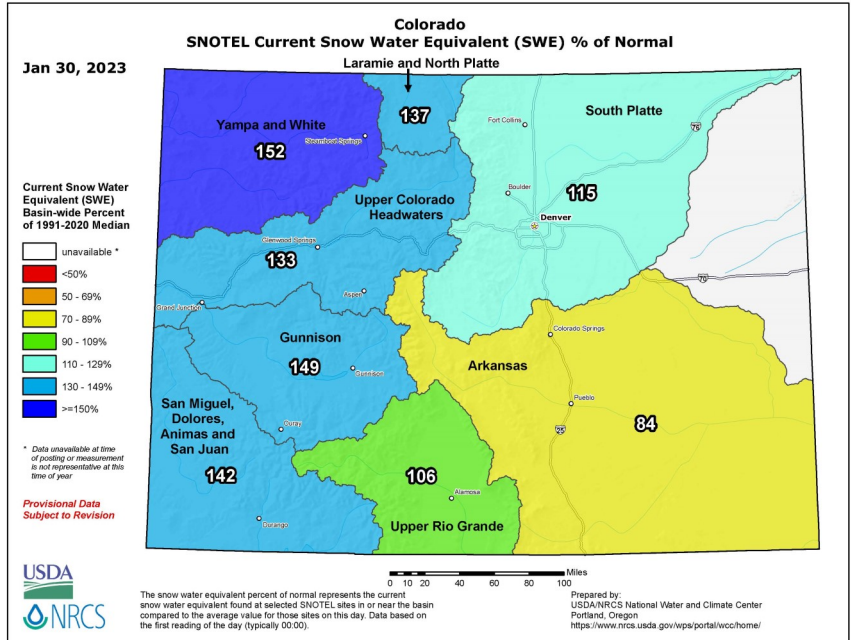 Colorado
SNOTEL Current Snow Water Equivalent (SWE) % of Normal
Jan 30, 2023
Laramie and North Platte
137
Yampa and White
Steamboat Springs
152
Fort Collins
South Platte
76
Boulder
115
Denver
Upper Colorado
Headwaters
Glenwood Springs
133
Aspen
Grand Junction
70
Current Snow Water
Equivalent (SWE)
Basin-wide Percent
of 1991-2020 Median
unavailable *
<50%
50 - 69%
70 - 89%
90 - 109%
110 - 129%
130 - 149%
>=150%
Gunnison
149
Gunnison
Ouray
Colorado Springs
Arkansas
Pueblo
84
25
San Miguel,
Dolores,
Animas and
San Juan
142
Durango
106
Alamosa
Upper Rio Grande
* Data unavailable at time
of posting or measurement
is not representative at this
time of year
Provisional Data
Subject to Revision
USDA
NRCS
Miles
0 10 20 40 60 80 100
The snow water equivalent percent of normal represents the current
snow water equivalent found at selected SNOTEL sites in or near the basin
compared to the average value for those sites on this day. Data based on
the first reading of the day (typically 00:00).
Prepared by:
USDA/NRCS National Water and Climate Center
Portland, Oregon
https://www.nrcs.usda.gov/wps/portal/wcc/home/